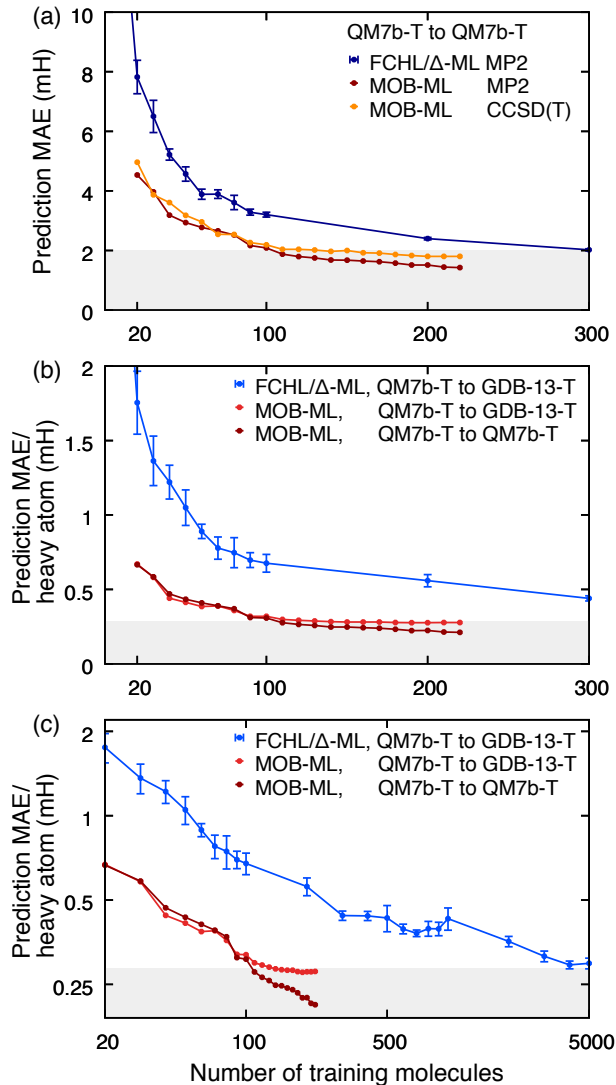 (a)
QM7b-T to QM7b-T
FCHL/Δ-ML MP2
MOB-ML MP2
MOB-ML CCSD(T)
Prediction MAE (mH)
10
8
6
4
2
0
20 100 200 300
(b)
FCHL/Δ-ML, QM7b-T to GDB-13-T
MOB-ML, QM7b-T to GDB-13-T
MOB-ML, QM7b-T to QM7b-T
Prediction MAE/
heavy atom (mH)
2
1.5
1
0.5
0
20 100 200 300
(c)
FCHL/Δ-ML, QM7b-T to GDB-13-T
MOB-ML, QM7b-T to GDB-13-T
MOB-ML, QM7b-T to QM7b-T
Prediction MAE/
heavy atom (mH)
2
1
0.5
0.25
20 100 500 5000
Number of training molecules